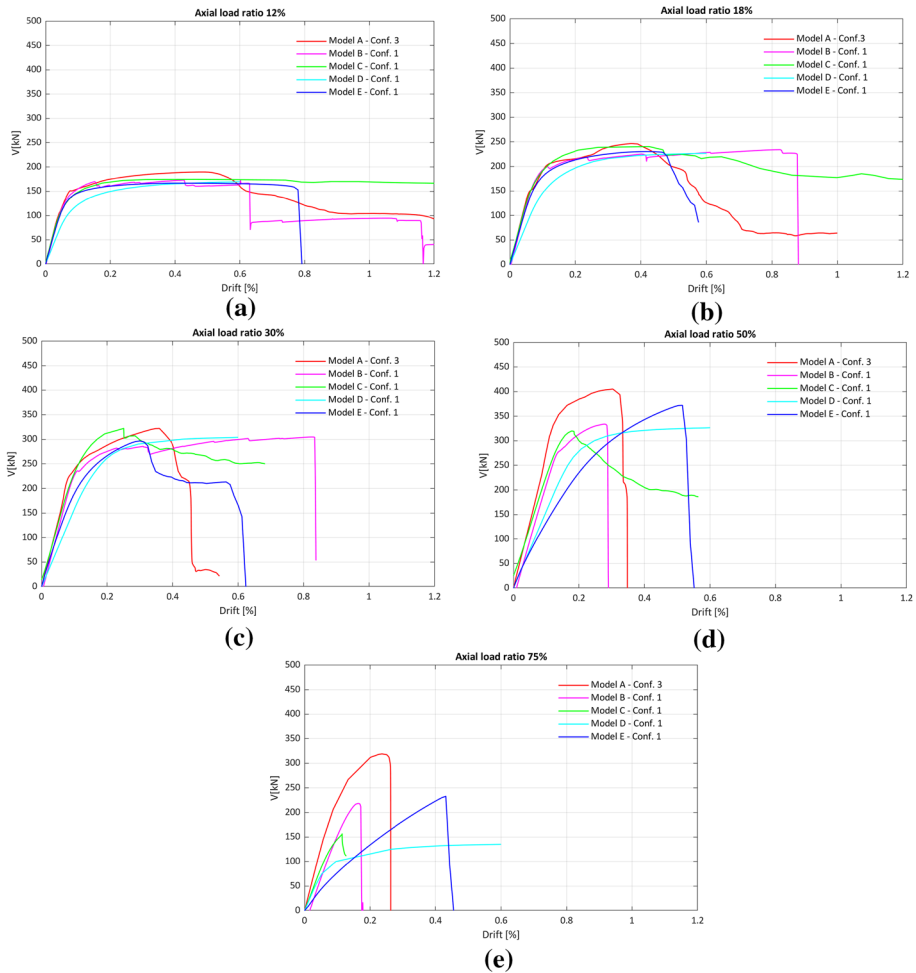 Axial load ratio 12%
500
450
400
350
300
250
200
150
100
50
0
V[kN]
Model A - Conf. 3
Model B - Conf. 1
Model C - Conf. 1
Model D - Conf. 1
Model E - Conf. 1
0 0.2 0.4 0.6 0.8 1 1.2
Drift [%]
(a)
Axial load ratio 18%
500
450
400
350
300
250
200
150
100
50
0
V[kN]
Model A - Conf.3
Model B - Conf. 1
Model C - Conf. 1
Model D - Conf. 1
Model E - Conf. 1
0 0.2 0.4 0.6 0.8 1 1.2
Drift [%]
(b)
Axial load ratio 30%
500
450
400
350
300
250
200
150
100
50
0
V[kN]
Model A - Conf. 3
Model B - Conf. 1
Model C - Conf. 1
Model D - Conf. 1
Model E - Conf. 1
0 0.2 0.4 0.6 0.8 1 1.2
Drift [%]
(c)
Axial load ratio 50%
500
450
400
350
300
250
200
150
100
50
0
V[kN]
Model A - Conf. 3
Model B - Conf. 1
Model C - Conf. 1
Model D - Conf. 1
Model E - Conf. 1
0 0.2 0.4 0.6 0.8 1 1.2
Drift [%]
(d)
Axial load ratio 75%
500
450
400
350
300
250
200
150
100
50
0
V[kN]
Model A - Conf. 3
Model B - Conf. 1
Model C - Conf. 1
Model D - Conf. 1
Model E - Conf. 1
0 0.2 0.4 0.6 0.8 1 1.2
Drift [%]
(e)